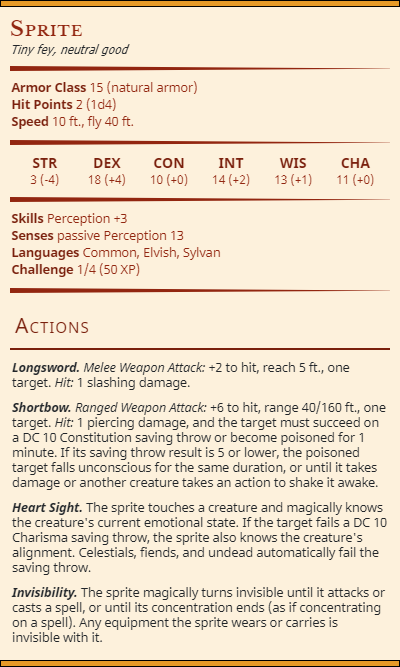 Sprite
Tiny fey, neutral good
Armor Class 15 (natural armor)
Hit Points 2 (1d4)
Speed 10 ft., fly 40 ft.
STR DEX CON INT WIS CHA
3 (-4) 18 (+4) 10 (+0) 14 (+2) 13 (+1) 11 (+0)
Skills Perception +3
Senses passive Perception 13
Languages Common, Elvish, Sylvan
Challenge 1/4 (50 XP)
Actions
Longsword. Melee Weapon Attack: +2 to hit, reach 5 ft., one
target. Hit: 1 slashing damage.
Shortbow. Ranged Weapon Attack: +6 to hit, range 40/160 ft., one
target. Hit: 1 piercing damage, and the target must succeed on
a DC 10 Constitution saving throw or become poisoned for 1
minute. If its saving throw result is 5 or lower, the poisoned
target falls unconscious for the same duration, or until it takes
damage or another creature takes an action to shake it awake.
Heart Sight. The sprite touches a creature and magically knows
the creature's current emotional state. If the target fails a DC 10
Charisma saving throw, the sprite also knows the creature's
alignment. Celestials, fiends, and undead automatically fail the
saving throw.
Invisibility. The sprite magically turns invisible until it attacks or
casts a spell, or until its concentration ends (as if concentrating
on a spell). Any equipment the sprite wears or carries is
invisible with it.